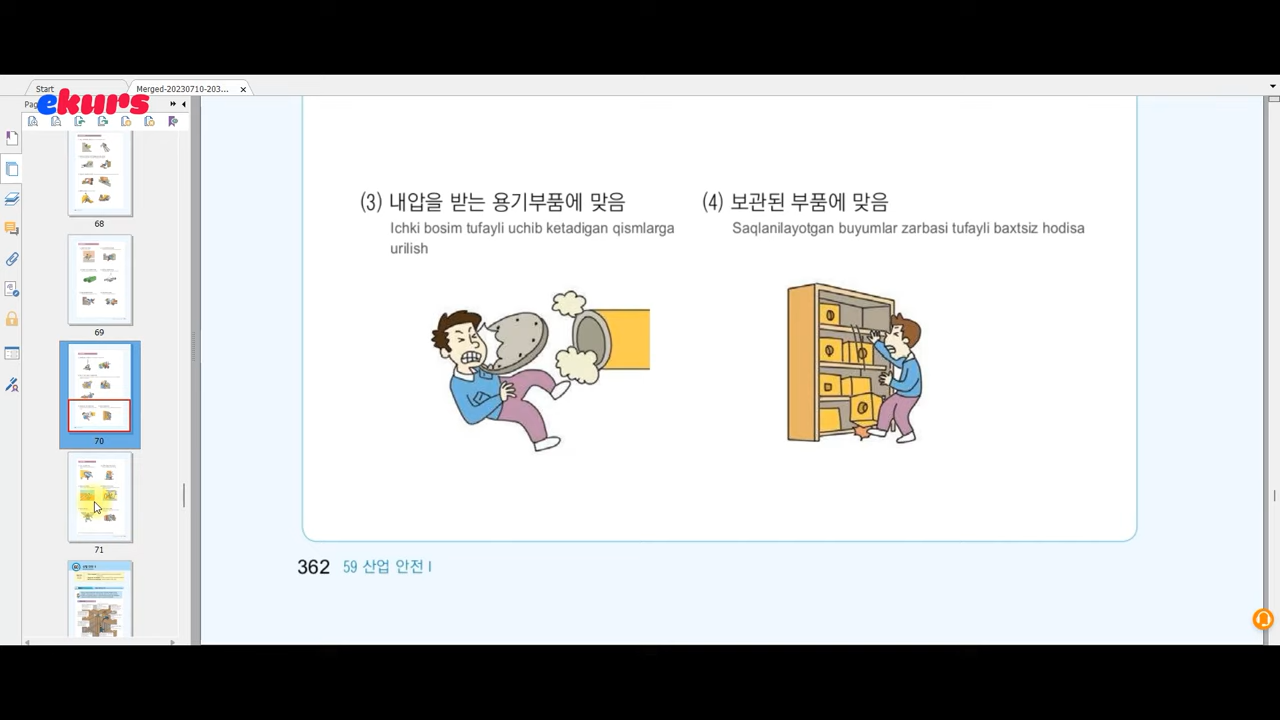 Start
Merged-20230710-203...
ekurs
68
69
70
71
(3) 내압을 받는 용기부품에 맞음
Ichki bosim tufayli uchib ketadigan qismlarga
urilish
(4) 보관된 부품에 맞음
Saqlanilayotgan buyumlar zarbasi tufayli baxtsiz hodisa
362 59 산업 안전 I